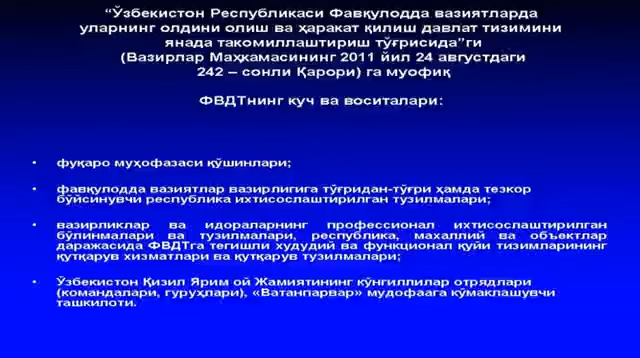 “Ўзбекистон Республикаси Фавқулодда вазиятларда
уларнинг олдини олиш ва ҳаракат қилиш давлат тизимини
янада такомиллаштириш тўғрисида”ги
(Вазирлар Маҳкамасининг 2011 йил 24 августдаги
242 – сонли Қарори) га муофиқ
ФВДТнинг куч ва воситалари:
• фуқаро муҳофазаси қўшинлари;
• фавқулодда вазиятлар вазирлигига тўғридан-тўғри ҳамда тезкор
бўйсинувчи республика ихтисослаштирилган тузилмалари;
• вазирликлар ва идораларнинг профессионал ихтисослаштирилган
бўлинмалари ва тузилмалари, республика, махаллий ва объектлар
даражасида ФВДТга тегишли худудий ва функционал қуйи тизимларининг
қутқарув хизматлари ва қутқарув тузилмалари;
• Ўзбекистон Қизил Ярим ой Жамиятининг кўнгиллилар отрядлари
(командалари, гуруҳлари), «Ватанпарвар» мудофаага кўмаклашувчи
ташкилоти.